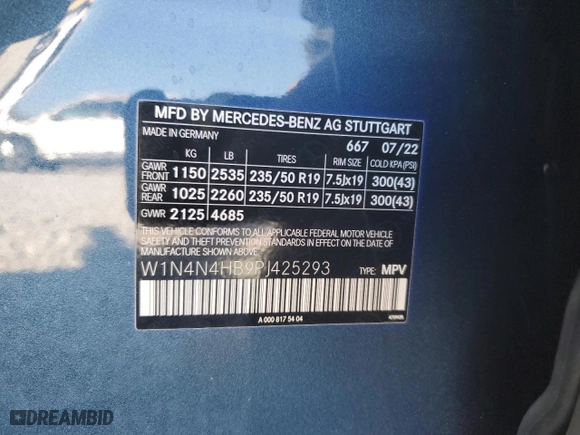 MFD BY MERCEDES-BENZ AG STUTTGART
MADE IN GERMANY 667 07/22
KG LB TIRES RIM SIZE COLD KPA(PSI)
GAWR FRONT 1150 2535 235/50 R19 7.5Jx19 300(43)
GAWR REAR 1025 2260 235/50 R19 7.5Jx19 300(43)
GVWR 2125 4685
THIS VEHICLE CONFORMS TO ALL APPLICABLE FEDERAL MOTOR VEHICLE
SAFETY, BUMPER, AND THEFT PREVENTION STANDARDS IN EFFECT ON
THE DATE OF MANUFACTURE SHOWN ABOVE.
W1N4N4HB9PJ425293 TYPE: MPV
A 000 817 54 04
DREAMBID